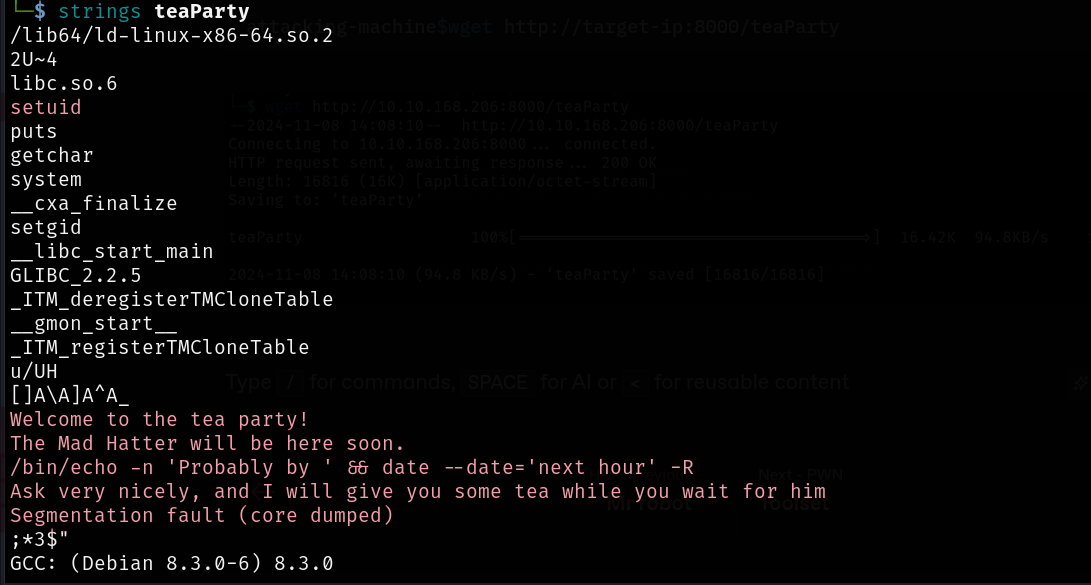 └─$ strings teaParty
attacking-machine$wget http://target-ip:8000/teaParty
/lib64/ld-linux-x86-64.so.2
2U~4
libc.so.6
setuid
└─$ wget http://10.10.168.206:8000/teaParty
puts
--2024-11-08 14:08:10-- http://10.10.168.206:8000/teaParty
Connecting to 10.10.168.206:8000... connected.
getchar
HTTP request sent, awaiting response... 200 OK
system
Length: 16816 (16K) [application/octet-stream]
__cxa_finalize
Saving to: 'teaParty'
setgid
teaParty 100%[===================>] 16.42K 94.8KB/s
__libc_start_main
GLIBC_2.2.5
2024-11-08 14:08:10 (94.8 KB/s) - 'teaParty' saved [16816/16816]
_ITM_deregisterTMCloneTable
__gmon_start__
_ITM_registerTMCloneTable
u/UH
Type / for commands, SPACE for AI or < for reusable content
[]A\A]A^A_
Welcome to the tea party!
The Mad Hatter will be here soon.
/bin/echo -n 'Probably by ' && date --date='next hour' -R
Next - PWN
Ask very nicely, and I will give you some tea while you wait for him
Mr robot Toolset
Segmentation fault (core dumped)
;*3$"
GCC: (Debian 8.3.0-6) 8.3.0